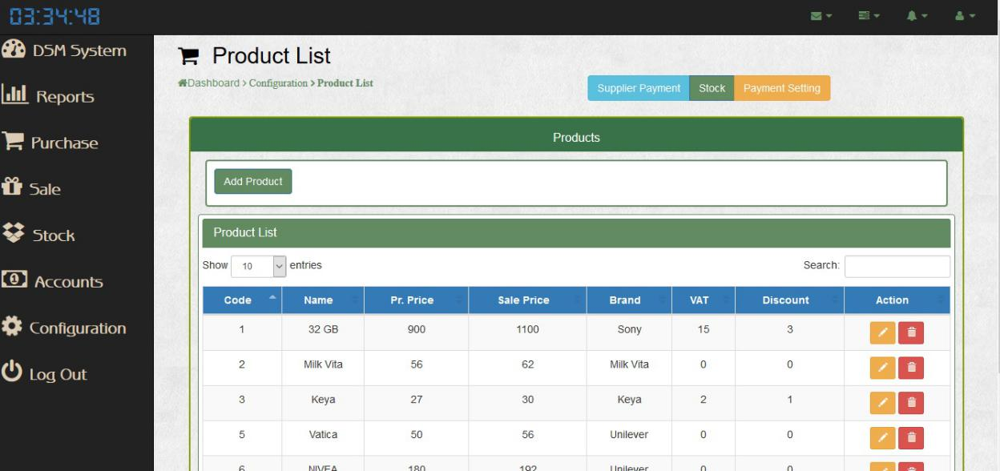 03:34:48
DSM System
Reports
Purchase
Sale
Stock
Accounts
Configuration
Log Out
Product List
Dashboard > Configuration > Product List
Supplier Payment Stock Payment Setting
Products
Add Product
Product List
Show 10 entries Search:
Code Name Pr. Price Sale Price Brand VAT Discount Action
1 32 GB 900 1100 Sony 15 3
2 Milk Vita 56 62 Milk Vita 0 0
3 Keya 27 30 Keya 2 1
5 Vatica 50 56 Unilever 0 0
6 NIVEA 180 192 Unilever 0 0